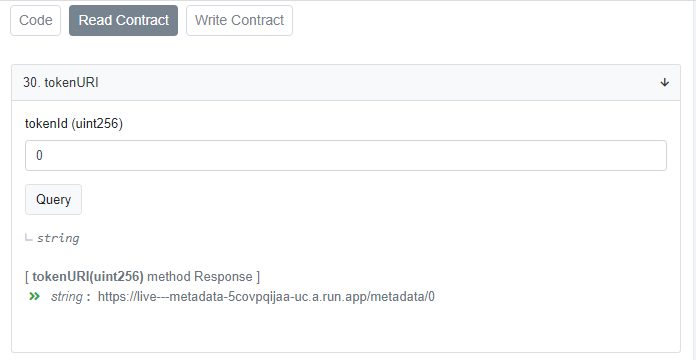 Code Read Contract Write Contract
30. tokenURI
tokenId (uint256)
0
Query
string
[ tokenURI(uint256) method Response ]
string : https://live---metadata-5covpqijaa-uc.a.run.app/metadata/0